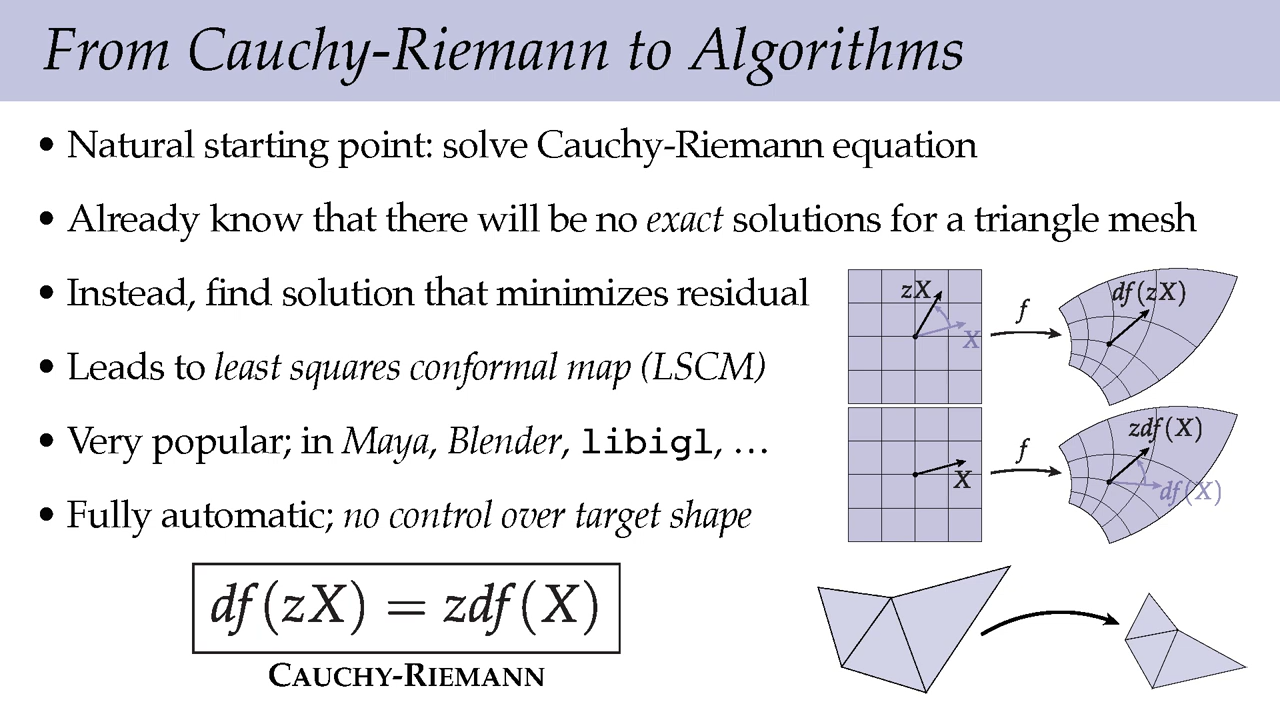 From Cauchy-Riemann to Algorithms
• Natural starting point: solve Cauchy-Riemann equation
• Already know that there will be no exact solutions for a triangle mesh
• Instead, find solution that minimizes residual
• Leads to least squares conformal map (LSCM)
• Very popular; in Maya, Blender, libigl, …
• Fully automatic; no control over target shape
df(zX) = zdf(X)
CAUCHY-RIEMANN
zX
X
f
df(zX)
X
f
zdf(X)
df(X)